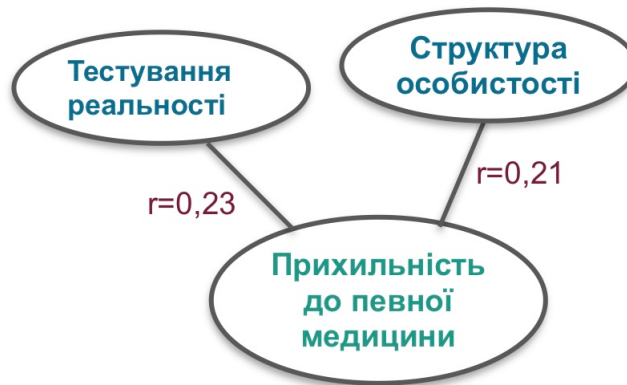 Тестування
реальності
Структура
особистості
r=0,23
r=0,21
Прихильність
до певної
медицини